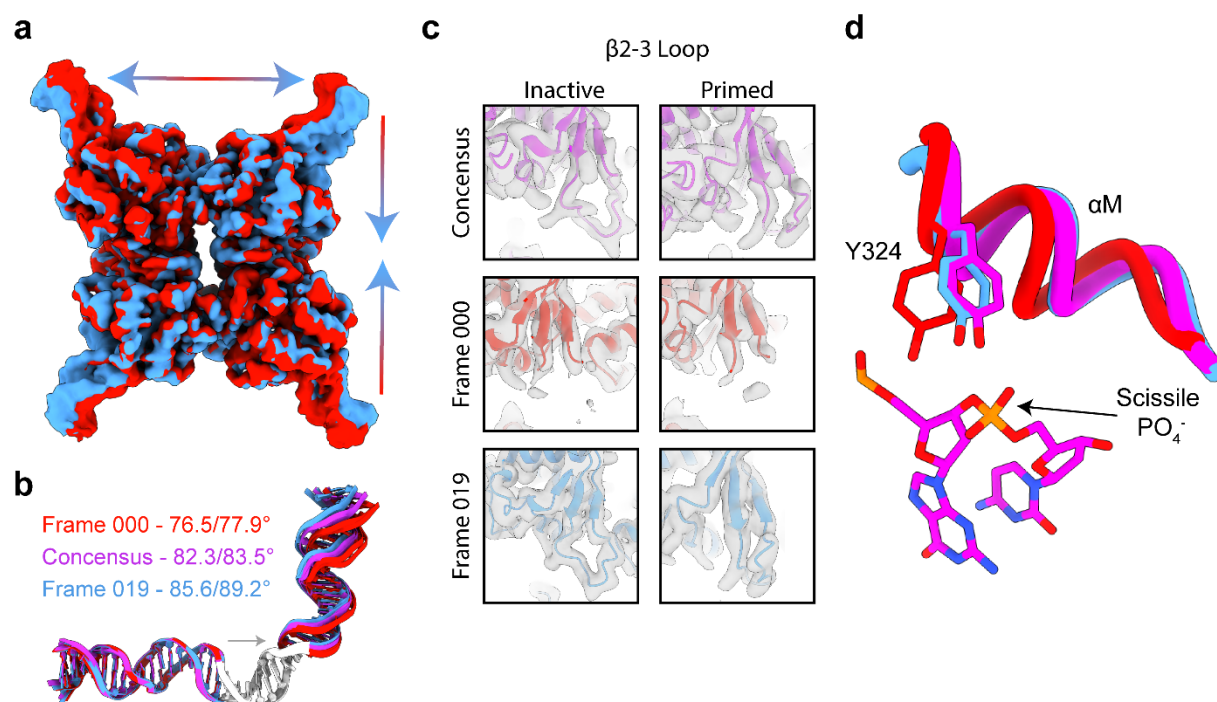 a
b
Frame 000 - 76.5/77.9°
Concensus - 82.3/83.5°
Frame 019 - 85.6/89.2°
c
β2-3 Loop
Inactive Primed
Concensus
Frame 000
Frame 019
d
αM
Y324
Scissile
PO₄⁻